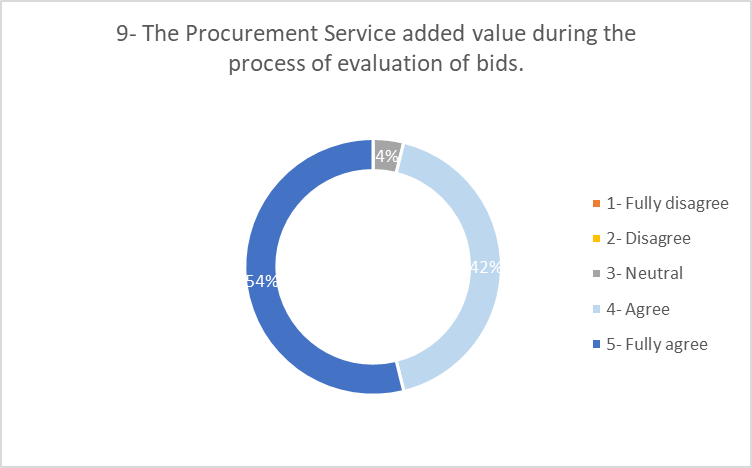 9- The Procurement Service added value during the
process of evaluation of bids.
4%
42%
54%
1- Fully disagree
2- Disagree
3- Neutral
4- Agree
5- Fully agree